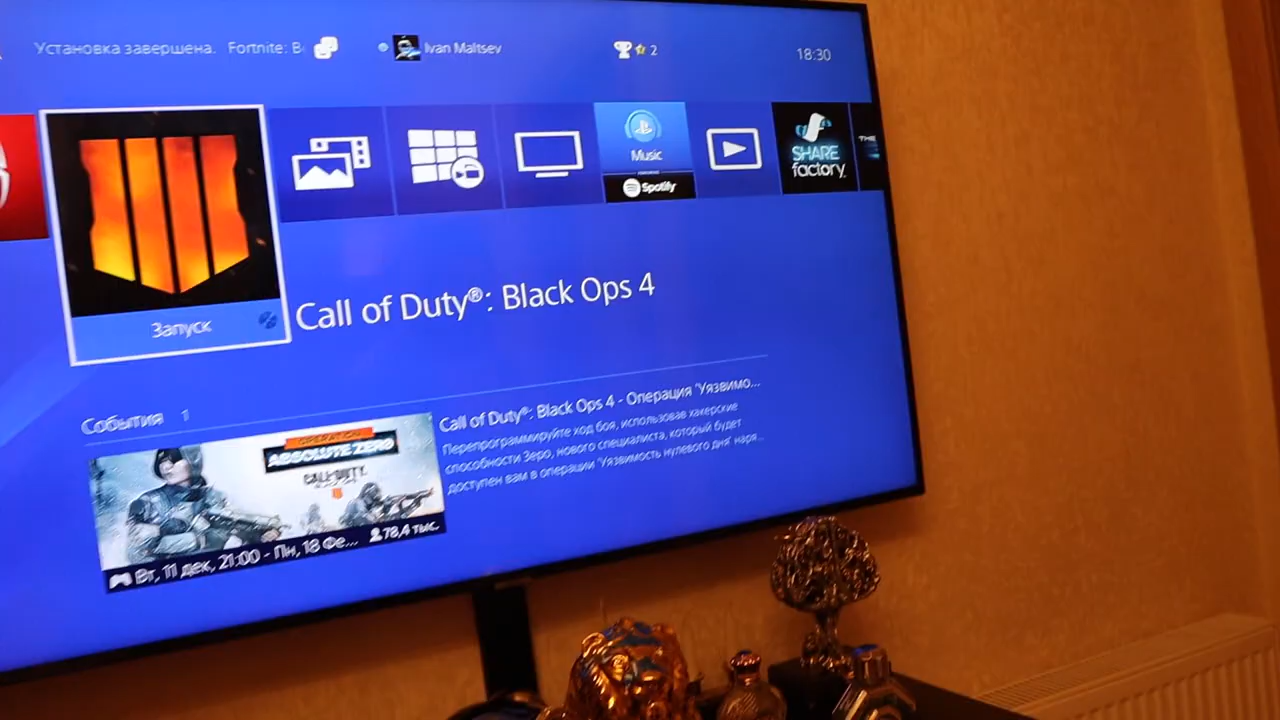 Установка завершена. Fortnite: B
Ivan Maltsev
2
18:30
Music
Spotify
SHARE
factory
THE
Запуск
Call of Duty®: Black Ops 4
События 1
OPERATION
ABSOLUTE ZERO
CALL OF DUTY
Вт, 11 дек, 21:00 - Пн, 18 Фе...
78,4 тыс.
Call of Duty®: Black Ops 4 - Операция "Уязвимо...
Перепрограммируйте ход боя, использовав хакерские
способности Зеро, нового специалиста, который будет
доступен вам в операции "Уязвимость нулевого дня" наря...